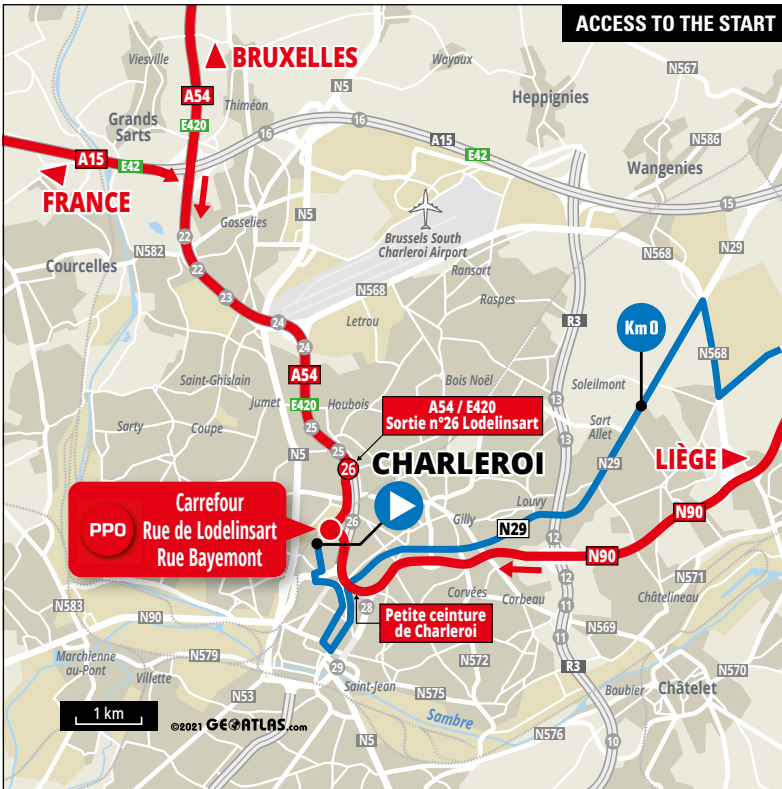 ACCESS TO THE START
BRUXELLES
Viesville
Wayaux
N567
N5
A54
Thiméon
Heppignies
Grands
Sarts
E420
16
16
A15
N586
A15
E42
E42
Wangenies
FRANCE
15
Gosselies
N5
22
Brussels South
Charleroi Airport
N582
N29
N568
Courcelles
22
Ransart
23
N568
Raspes
24
Letrou
R3
Km0
24
N568
A54
Saint-Ghislain
Bois Noël
Soleilmont
Jumet
E420
Houbois
13
A54 / E420
Sortie n°26 Lodelinsart
Sart
Allet
Sarty
Coupe
25
13
25
N5
N29
26
CHARLEROI
LIÈGE
PPO
Carrefour
Rue de Lodelinsart
Rue Bayemont
26
Gilly
Louvy
N29
N90
12
N90
12
N571
Corvées
Corbeau
Châtelineau
N583
N90
28
11
Petite ceinture
de Charleroi
N569
11
Marchienne
au-Pont
N579
N572
29
R3
N570
Villette
Saint-Jean
N575
Boubier
Châtelet
N53
1 km
©2021 GEOATLAS.com
Sambre
N5
N576
10